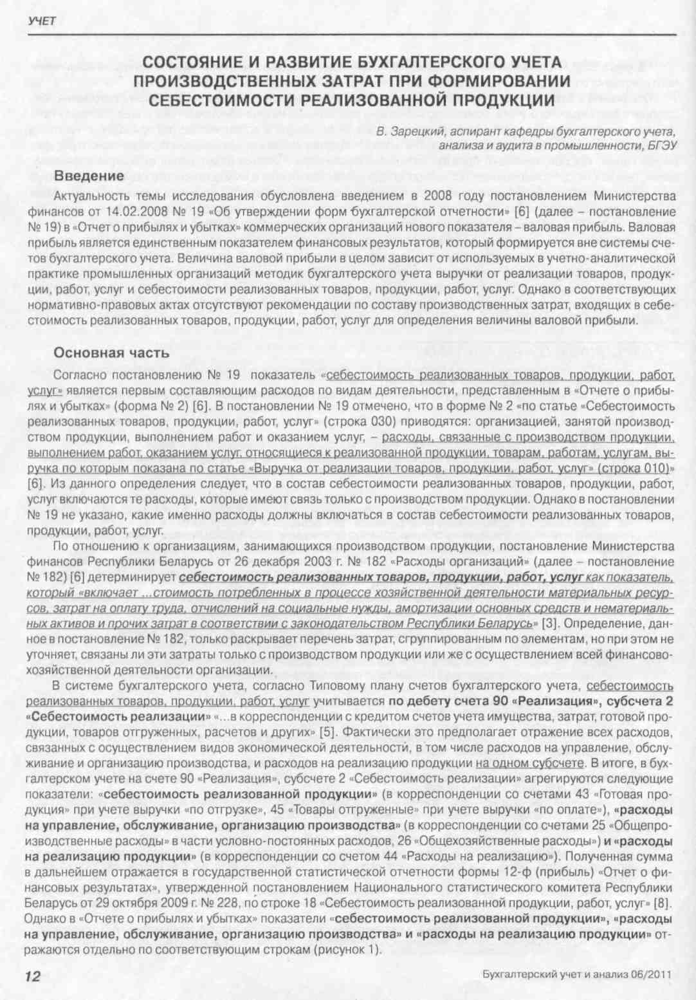 УЧЕТ
СОСТОЯНИЕ И РАЗВИТИЕ БУХГАЛТЕРСКОГО УЧЕТА
ПРОИЗВОДСТВЕННЫХ ЗАТРАТ ПРИ ФОРМИРОВАНИИ
СЕБЕСТОИМОСТИ РЕАЛИЗОВАННОЙ ПРОДУКЦИИ
В. Зарецкий, аспирант кафедры бухгалтерского учета,
анализа и аудита в промышленности, БГЭУ
Введение
Актуальность темы исследования обусловлена введением в 2008 году постановлением Министерства
финансов от 14.02.2008 № 19 «Об утверждении форм бухгалтерской отчетности» [6] (далее – постановление
№ 19) в «Отчет о прибылях и убытках» коммерческих организаций нового показателя – валовая прибыль. Валовая
прибыль является единственным показателем финансовых результатов, который формируется вне системы сче-
тов бухгалтерского учета. Величина валовой прибыли в целом зависит от используемых в учетно-аналитической
практике промышленных организаций методик бухгалтерского учета выручки от реализации товаров, продук-
ции, работ, услуг и себестоимости реализованных товаров, продукции, работ, услуг. Однако в соответствующих
нормативно-правовых актах отсутствуют рекомендации по составу производственных затрат, входящих в себе-
стоимость реализованных товаров, продукции, работ, услуг для определения величины валовой прибыли.
Основная часть
Согласно постановлению № 19 показатель «себестоимость реализованных товаров, продукции, работ,
услуг» является первым составляющим расходов по видам деятельности, представленным в «Отчете о прибы-
лях и убытках» (форма № 2) [6]. В постановлении № 19 отмечено, что в форме № 2 «по статье «Себестоимость
реализованных товаров, продукции, работ, услуг» (строка 030) приводятся: организацией, занятой производ-
ством продукции, выполнением работ и оказанием услуг, – расходы, связанные с производством продукции,
выполнением работ, оказанием услуг, относящиеся к реализованной продукции, товарам, работам, услугам, вы-
ручка по которым показана по статье «Выручка от реализации товаров, продукции, работ, услуг» (строка 010)»
[6]. Из данного определения следует, что в состав себестоимости реализованных товаров, продукции, работ,
услуг включаются те расходы, которые имеют связь только с производством продукции. Однако в постановлении
№ 19 не указано, какие именно расходы должны включаться в состав себестоимости реализованных товаров,
продукции, работ, услуг.
По отношению к организациям, занимающихся производством продукции, постановление Министерства
финансов Республики Беларусь от 26 декабря 2003 г. № 182 «Расходы организаций» (далее – постановление
№ 182) [6] детерминирует себестоимость реализованных товаров, продукции, работ, услуг как показатель,
который «включает ...стоимость потребленных в процессе хозяйственной деятельности материальных ресур-
сов, затрат на оплату труда, отчислений на социальные нужды, амортизации основных средств и нематериаль-
ных активов и прочих затрат в соответствии с законодательством Республики Беларусь» [3]. Определение, дан-
ное в постановление № 182, только раскрывает перечень затрат, сгруппированным по элементам, но при этом не
уточняет, связаны ли эти затраты только с производством продукции или же с осуществлением всей финансово-
хозяйственной деятельности организации.
В системе бухгалтерского учета, согласно Типовому плану счетов бухгалтерского учета, себестоимость
реализованных товаров, продукции, работ, услуг учитывается по дебету счета 90 «Реализация», субсчета 2
«Себестоимость реализации» «...в корреспонденции с кредитом счетов учета имущества, затрат, готовой про-
дукции, товаров отгруженных, расчетов и других» [5]. Фактически это предполагает отражение всех расходов,
связанных с осуществлением видов экономической деятельности, в том числе расходов на управление, обслу-
живание и организацию производства, и расходов на реализацию продукции на одном субсчете. В итоге, в бух-
галтерском учете на счете 90 «Реализация», субсчете 2 «Себестоимость реализации» агрегируются следующие
показатели: «себестоимость реализованной продукции» (в корреспонденции со счетами 43 «Готовая про-
дукция» при учете выручки «по отгрузке», 45 «Товары отгруженные» при учете выручки «по оплате»), «расходы
на управление, обслуживание, организацию производства» (в корреспонденции со счетами 25 «Общепро-
изводственные расходы» в части условно-постоянных расходов, 26 «Общехозяйственные расходы») и «расходы
на реализацию продукции» (в корреспонденции со счетом 44 «Расходы на реализацию»). Полученная сумма
в дальнейшем отражается в государственной статистической отчетности формы 12-ф (прибыль) «Отчет о фи-
нансовых результатах», утвержденной постановлением Национального статистического комитета Республики
Беларусь от 29 октября 2009 г. № 228, по строке 18 «Себестоимость реализованной продукции, работ, услуг» [8].
Однако в «Отчете о прибылях и убытках» показатели «себестоимость реализованной продукции», «расходы
на управление, обслуживание, организацию производства» и «расходы на реализацию продукции» от-
ражаются отдельно по соответствующим строкам (рисунок 1).
12
Бухгалтерский учет и анализ 06/2011